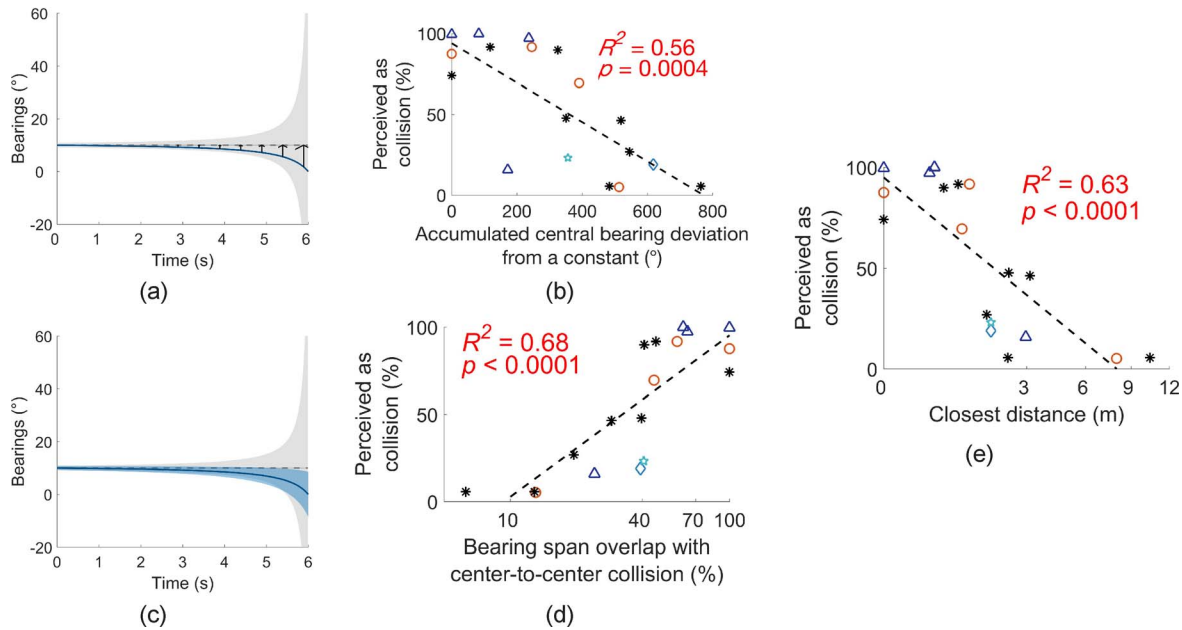 60
40
20
0
-20
Bearings (°)
0 1 2 3 4 5 6
Time (s)
(a)
100
50
0
Perceived as
collision (%)
R² = 0.56
p = 0.0004
0 200 400 600 800
Accumulated central bearing deviation
from a constant (°)
(b)
60
40
20
0
-20
Bearings (°)
0 1 2 3 4 5 6
Time (s)
(c)
100
50
0
Perceived as
collision (%)
R² = 0.68
p < 0.0001
10 40 70 100
Bearing span overlap with
center-to-center collision (%)
(d)
100
50
0
Perceived as
collision (%)
R² = 0.63
p < 0.0001
0 3 6 9 12
Closest distance (m)
(e)